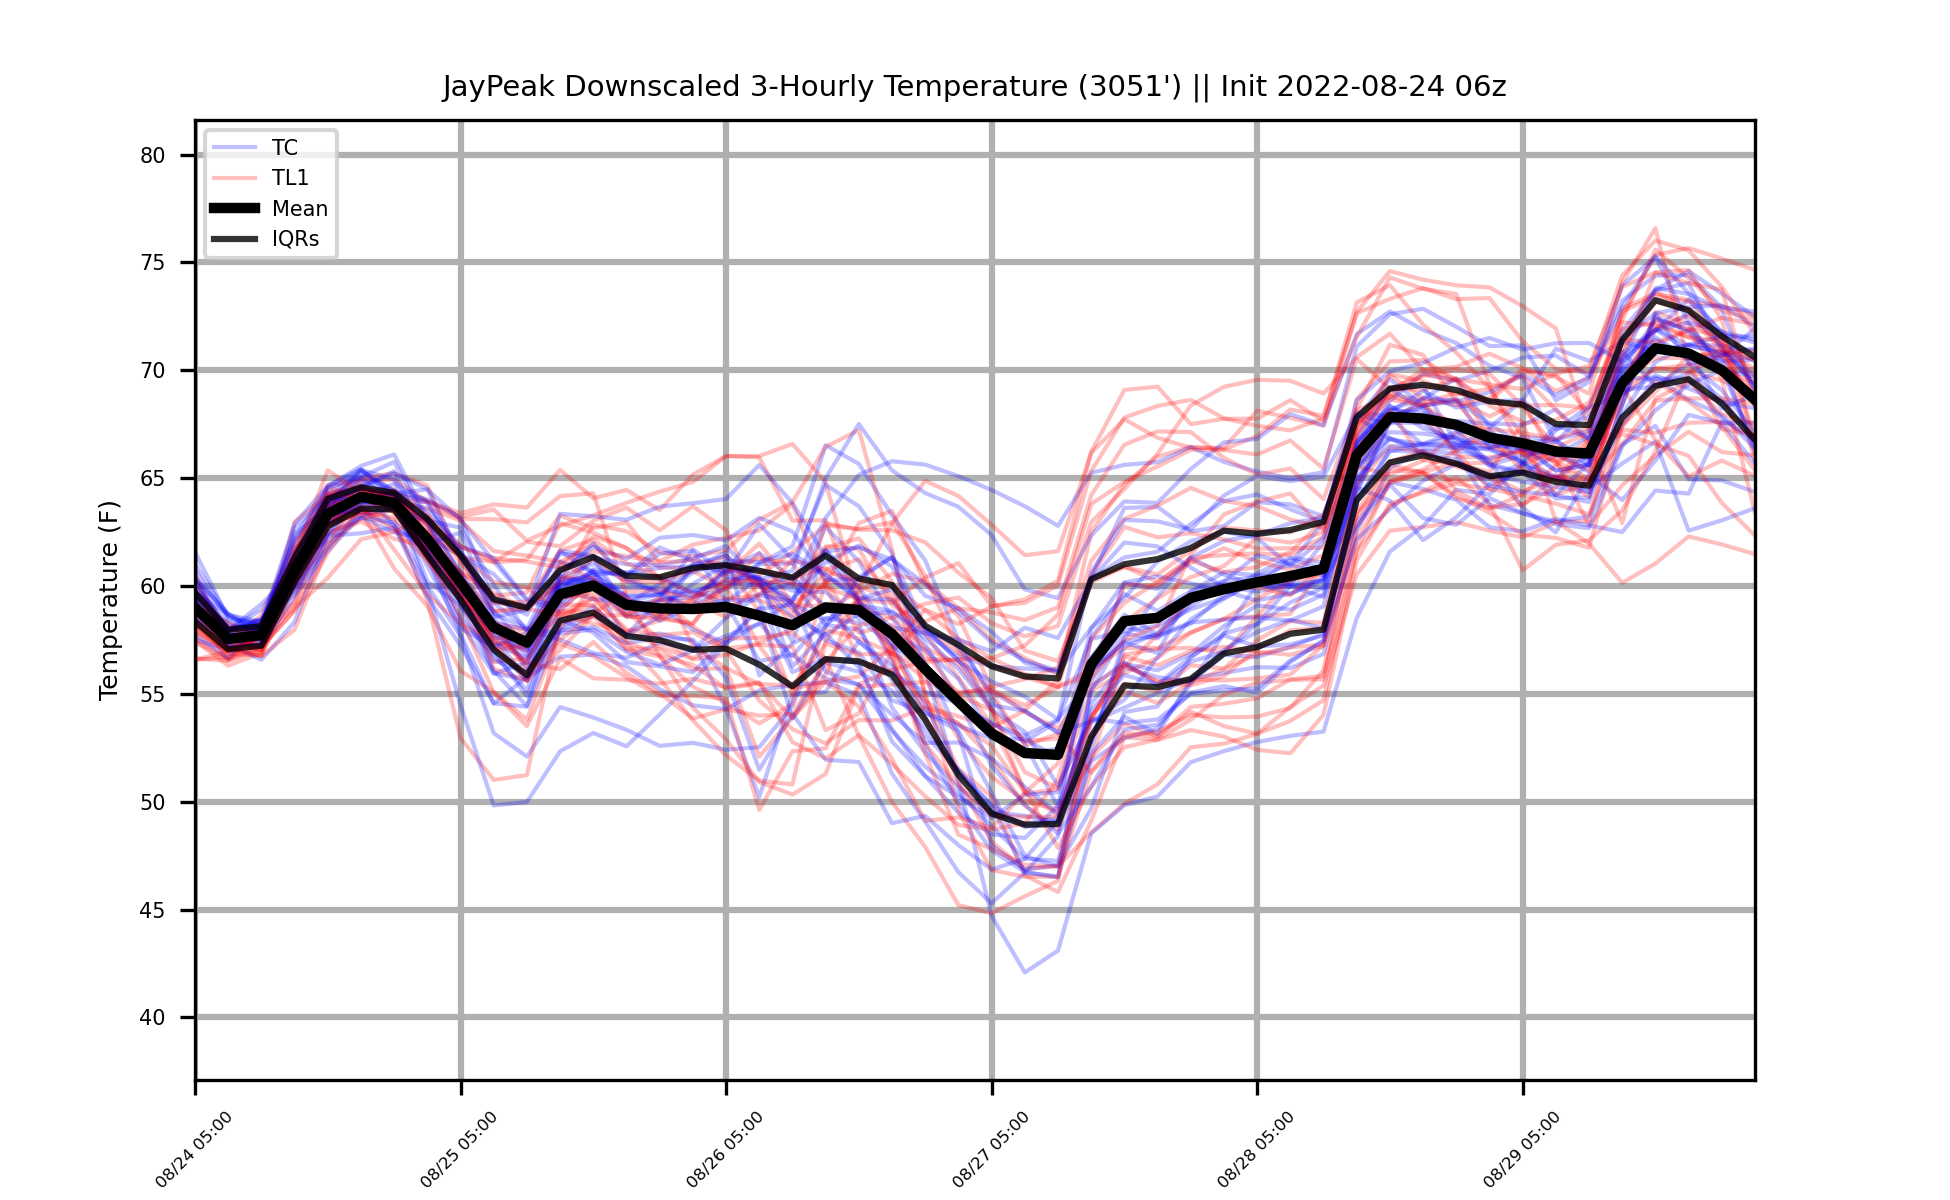 JayPeak Downscaled 3-Hourly Temperature (3051') || Init 2022-08-24 06z
TC
TL1
Mean
IQRs
Temperature (F)
80
75
70
65
60
55
50
45
40
08/24 05:00
08/25 05:00
08/26 05:00
08/27 05:00
08/28 05:00
08/29 05:00